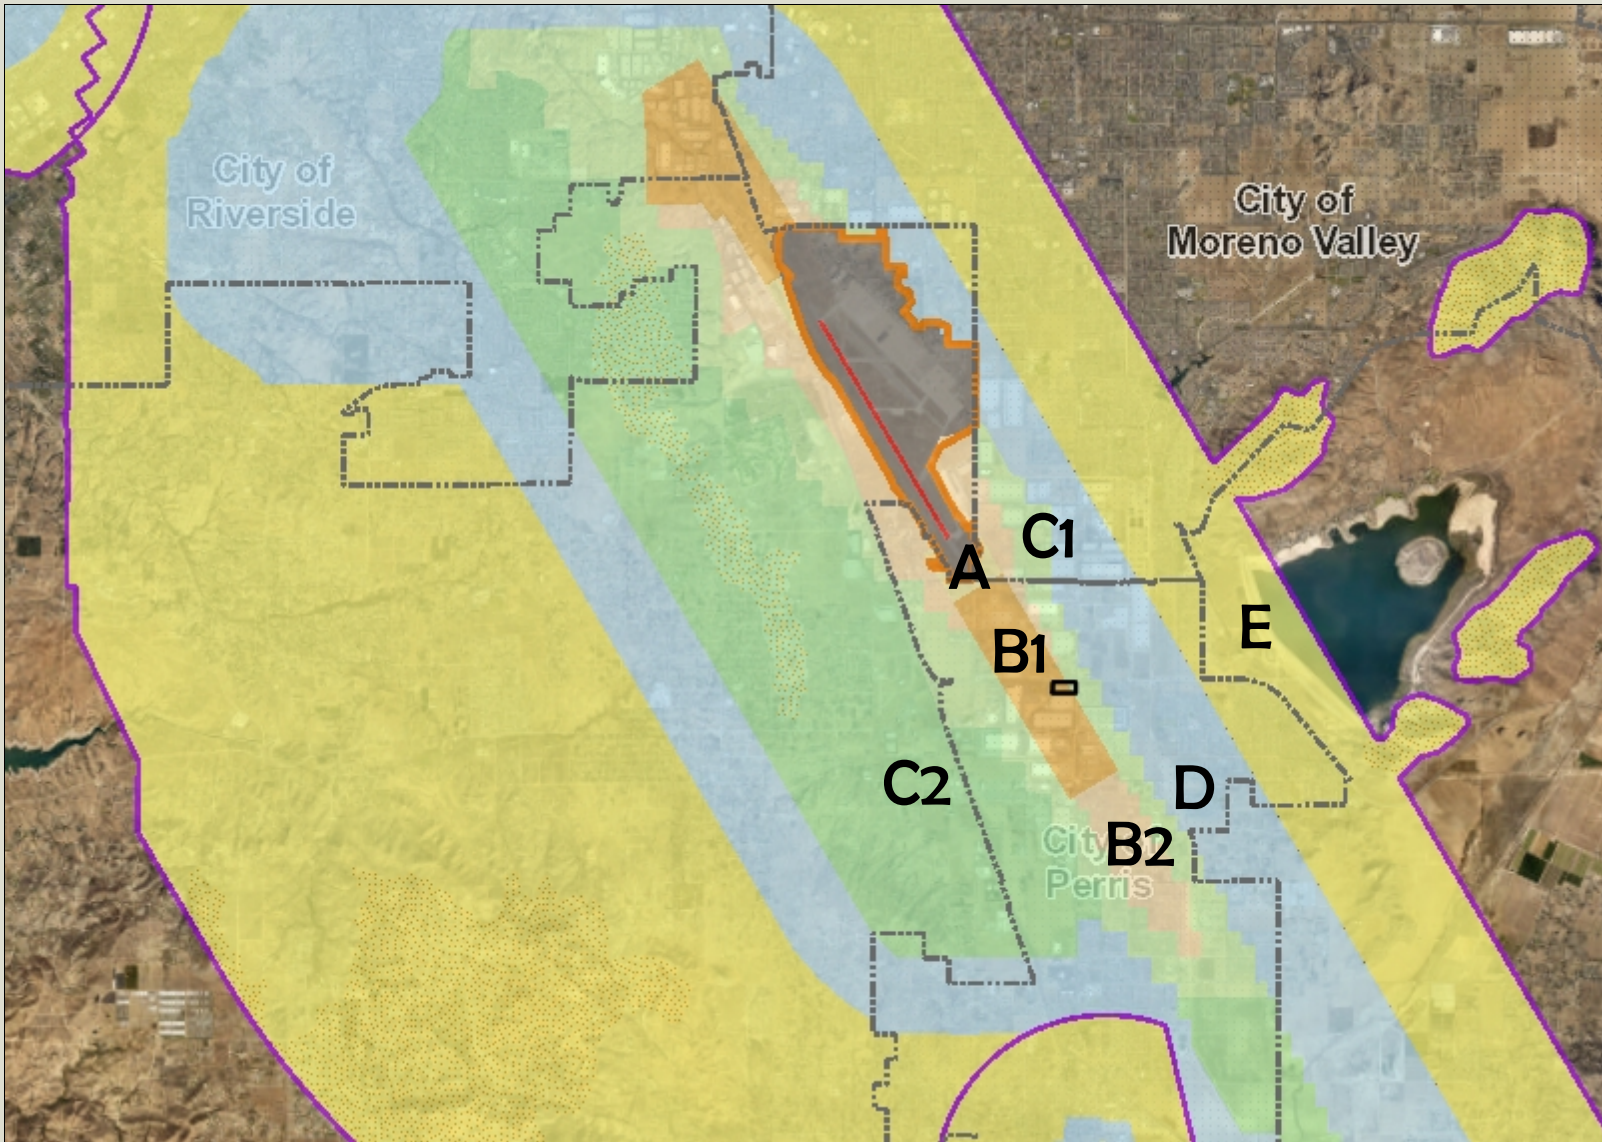 City of
Riverside
City of
Moreno Valley
C1
A
E
B1
C2
D
City of
Perris
B2